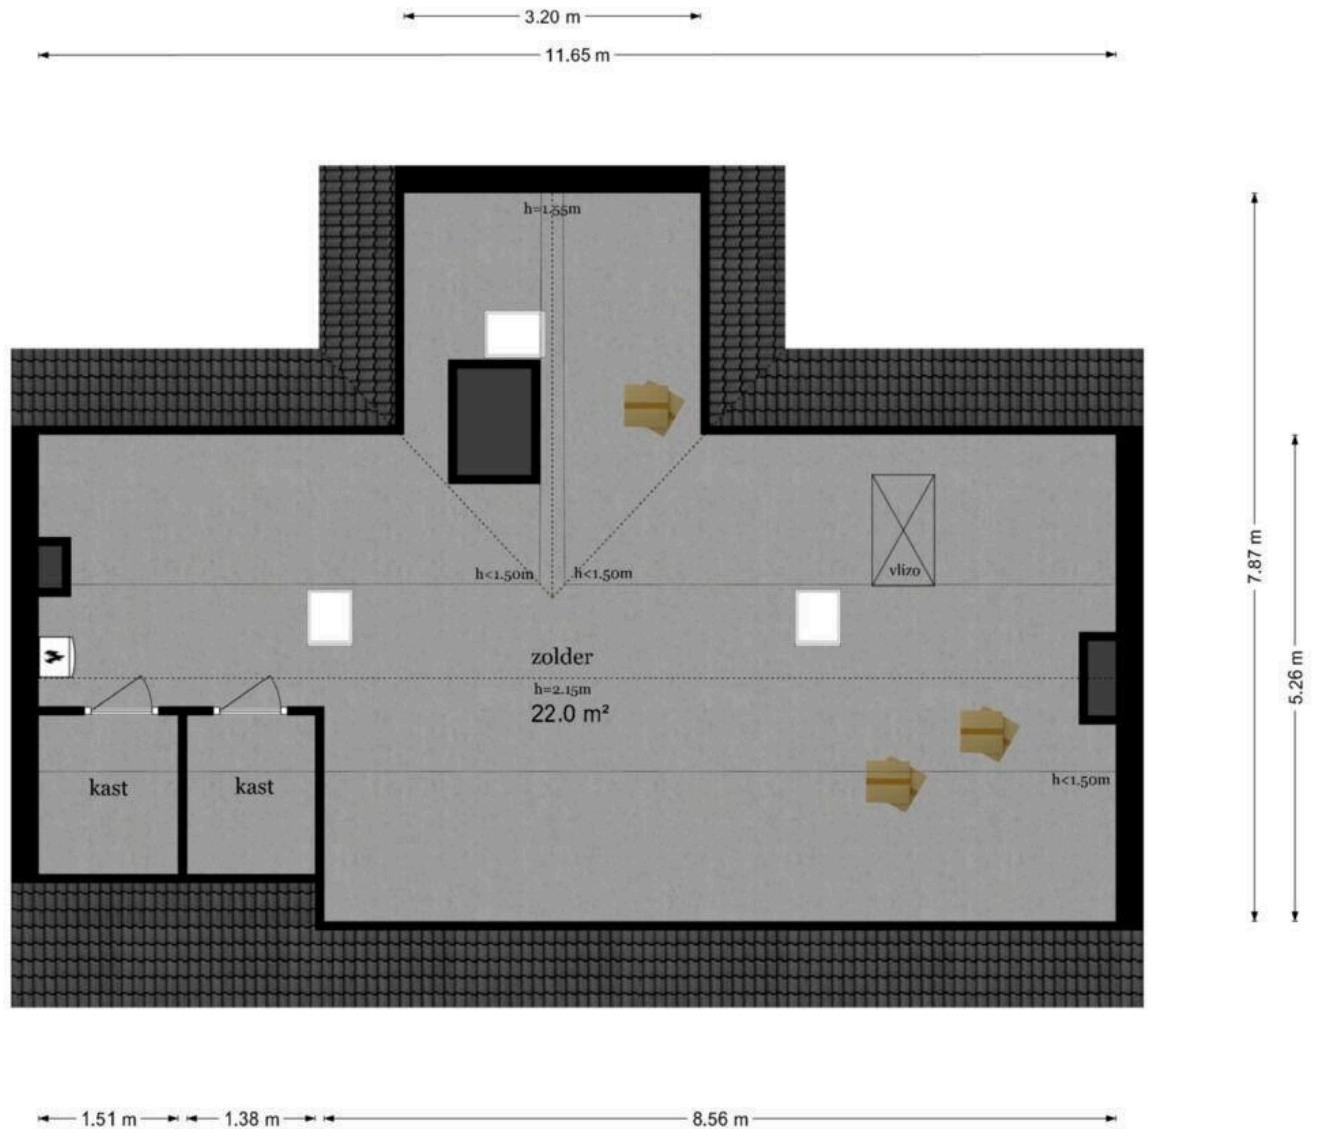 3.20 m
11.65 m
h=1.55m
h<1.50m
h<1.50m
vlizo
7.87 m
5.26 m
zolder
h=2.15m
22.0 m²
kast
kast
h<1.50m
1.51 m
1.38 m
8.56 m